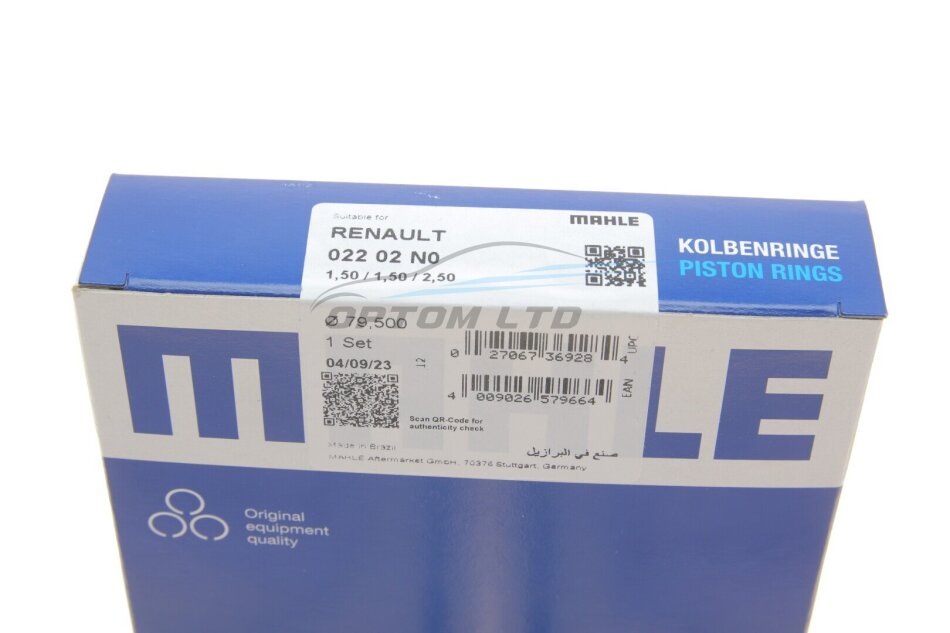 Suitable for
MAHLE
RENAULT
022 02 N0
1,50 / 1,50 / 2,50
KOLBENRINGE
PISTON RINGS
OPTOM LTD
Ø 79,500
1 Set
04/09/23
12
0 27067 36928 4
UPC
4 009026 579664
EAN
Scan QR-Code for
authenticity check
Made in Brazil
صنع في البرازيل
MAHLE Aftermarket GmbH, 70376 Stuttgart, Germany
MAHLE
Original
equipment
quality